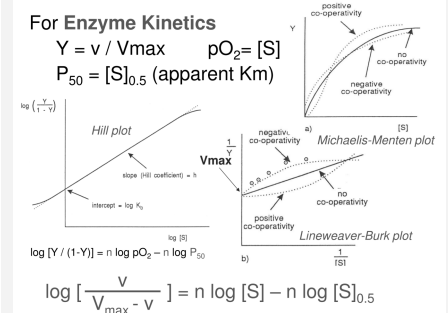 For Enzyme Kinetics
Y = v / Vmax pO2= [S]
P50 = [S]0.5 (apparent Km)
Y
positive
co-operativity
no
co-operativity
negative
co-operativity
a)
[S]
Michaelis-Menten plot
log (Y / 1 - Y)
Hill plot
slope (Hill coefficient) = h
intercept = log K0
log [S]
1 / Y
Vmax
negativ.
co-operativity
no
co-operativity
positive
co-operativity
b)
1 / [S]
Lineweaver-Burk plot
log [Y / (1-Y)] = n log pO2 – n log P50
log [ v / Vmax - v ] = n log [S] – n log [S]0.5